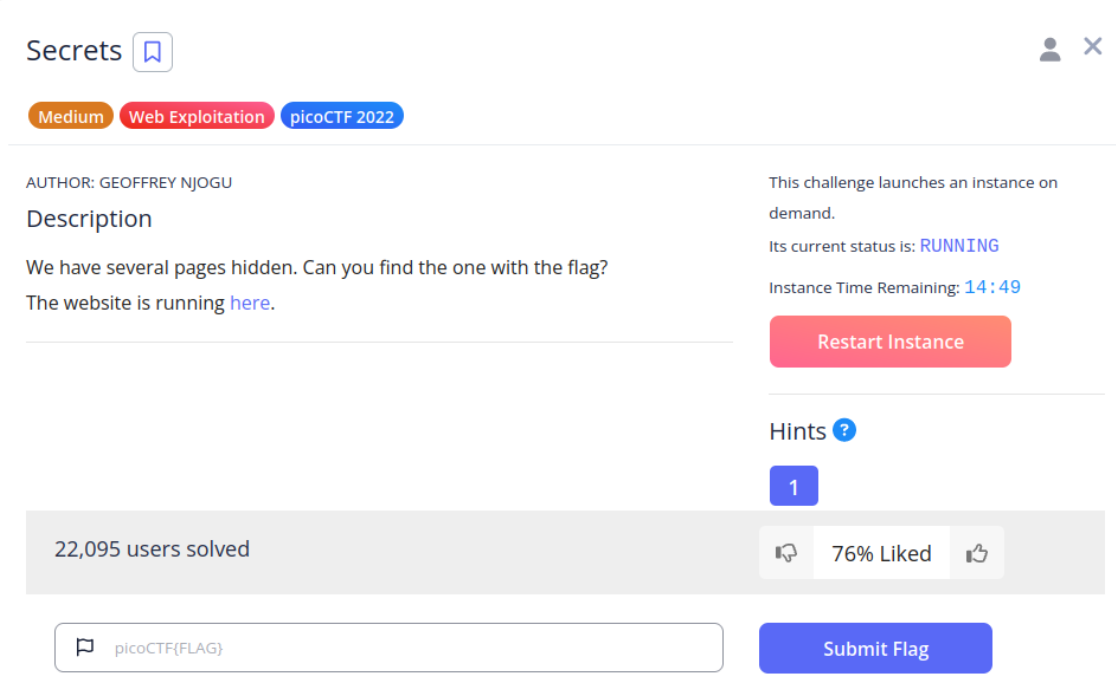 Secrets
Medium Web Exploitation picoCTF 2022
AUTHOR: GEOFFREY NJOGU
Description
We have several pages hidden. Can you find the one with the flag?
The website is running here.
This challenge launches an instance on
demand.
Its current status is: RUNNING
Instance Time Remaining: 14:49
Restart Instance
Hints ?
1
22,095 users solved
76% Liked
picoCTF{FLAG}
Submit Flag